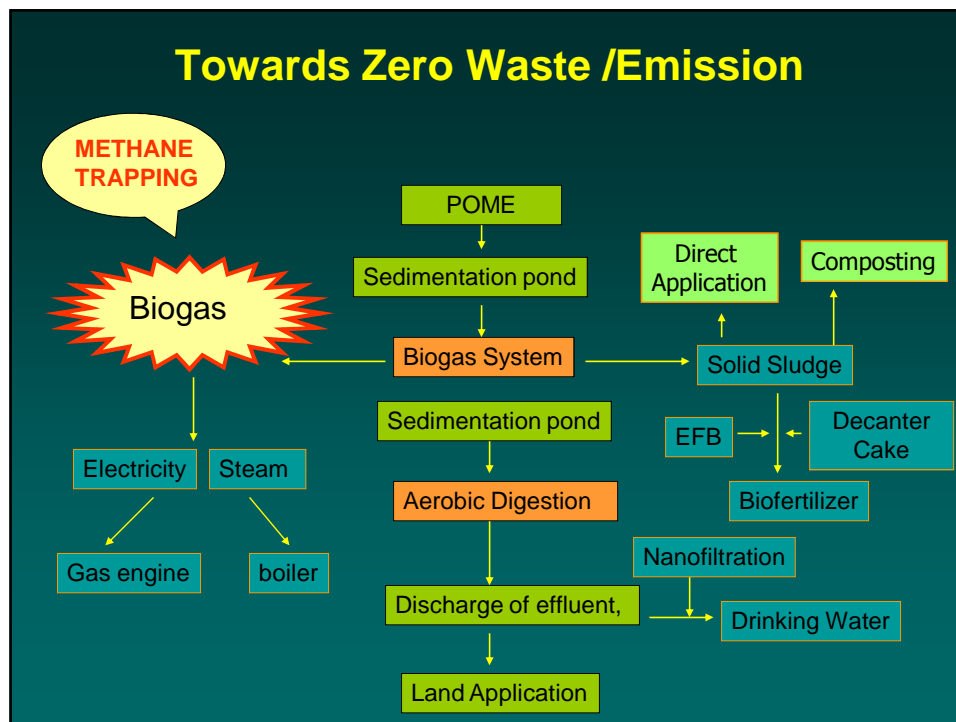 Towards Zero Waste /Emission
METHANE
TRAPPING
POME
Direct
Application
Composting
Sedimentation pond
Biogas
Biogas System
Solid Sludge
Sedimentation pond
EFB
Decanter
Cake
Electricity
Steam
Aerobic Digestion
Biofertilizer
Gas engine
boiler
Nanofiltration
Discharge of effluent,
Drinking Water
Land Application